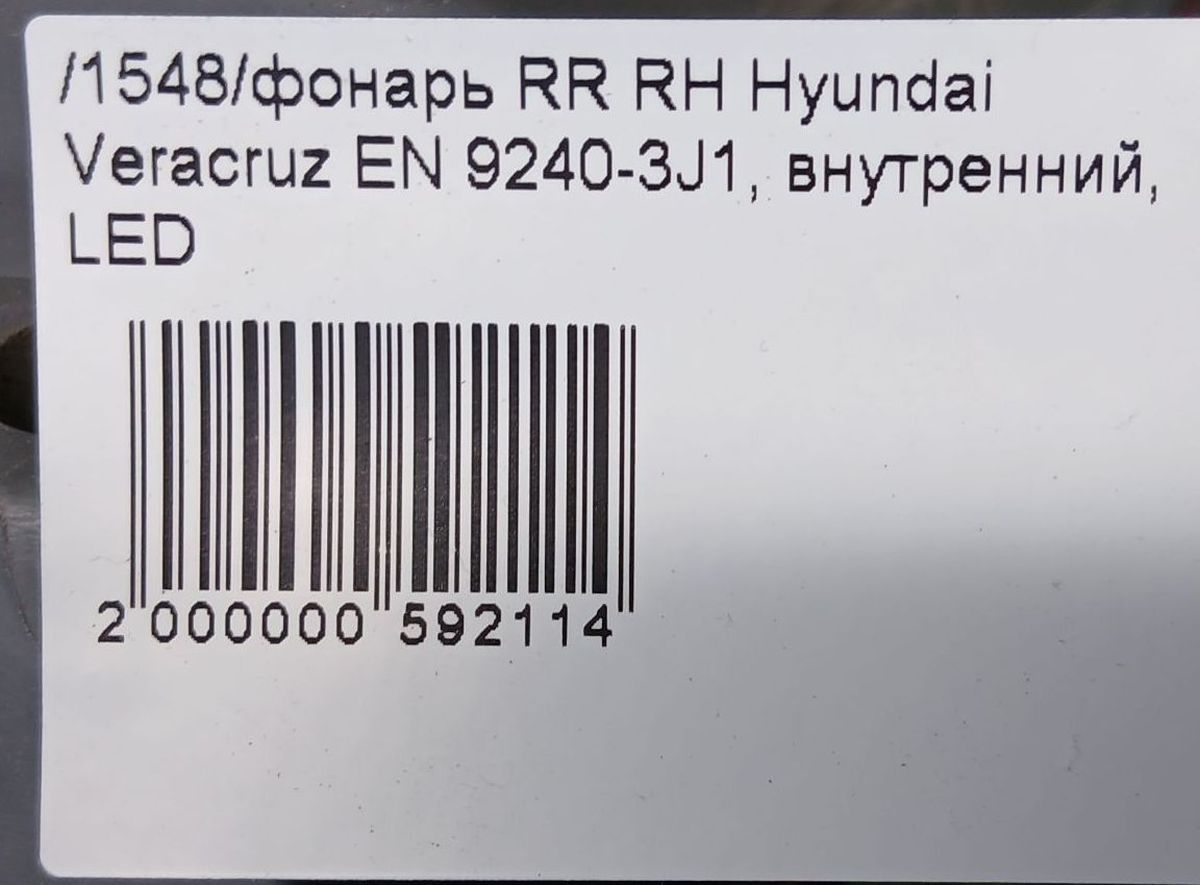 /1548/фонарь RR RH Hyundai
Veracruz EN 9240-3J1, внутренний,
LED
2 000000 592114